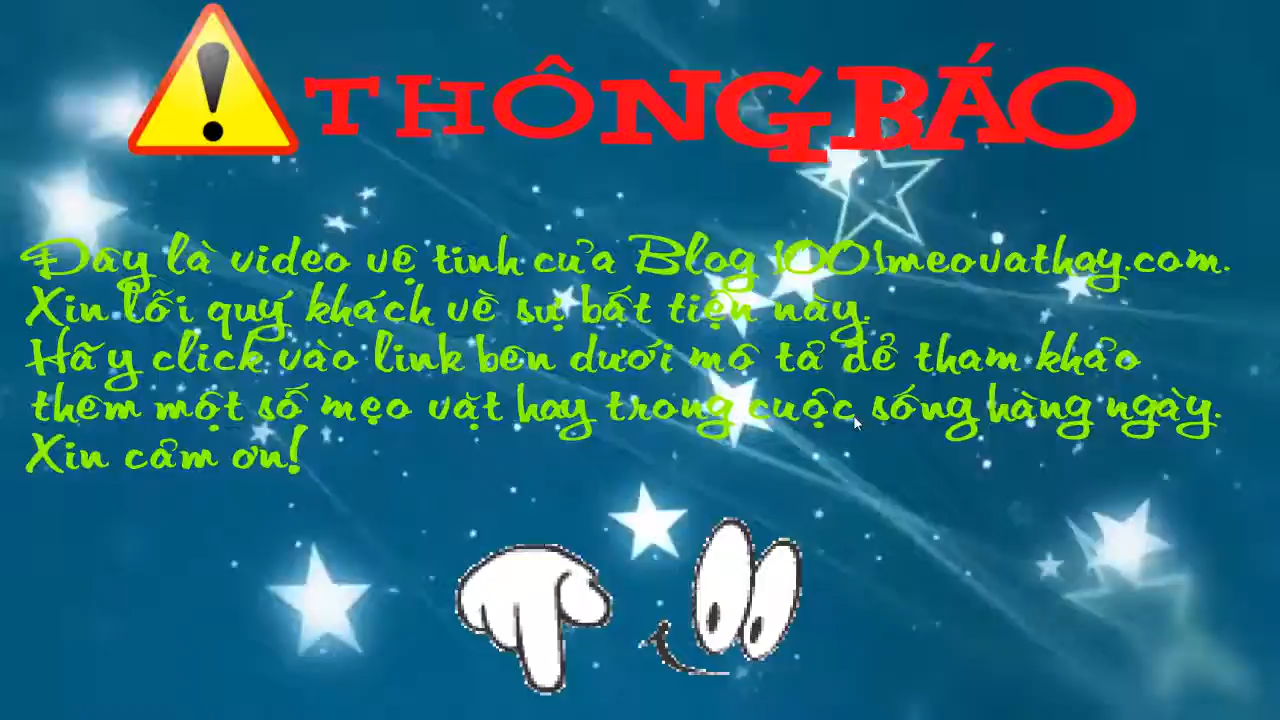 THÔNG BÁO
Đây là video vệ tinh của Blog 1001meovathay.com.
Xin lỗi quý khách về sự bất tiện này.
Hãy click vào link bên dưới mô tả để tham khảo
thêm một số mẹo vặt hay trong cuộc sống hàng ngày.
Xin cảm ơn!